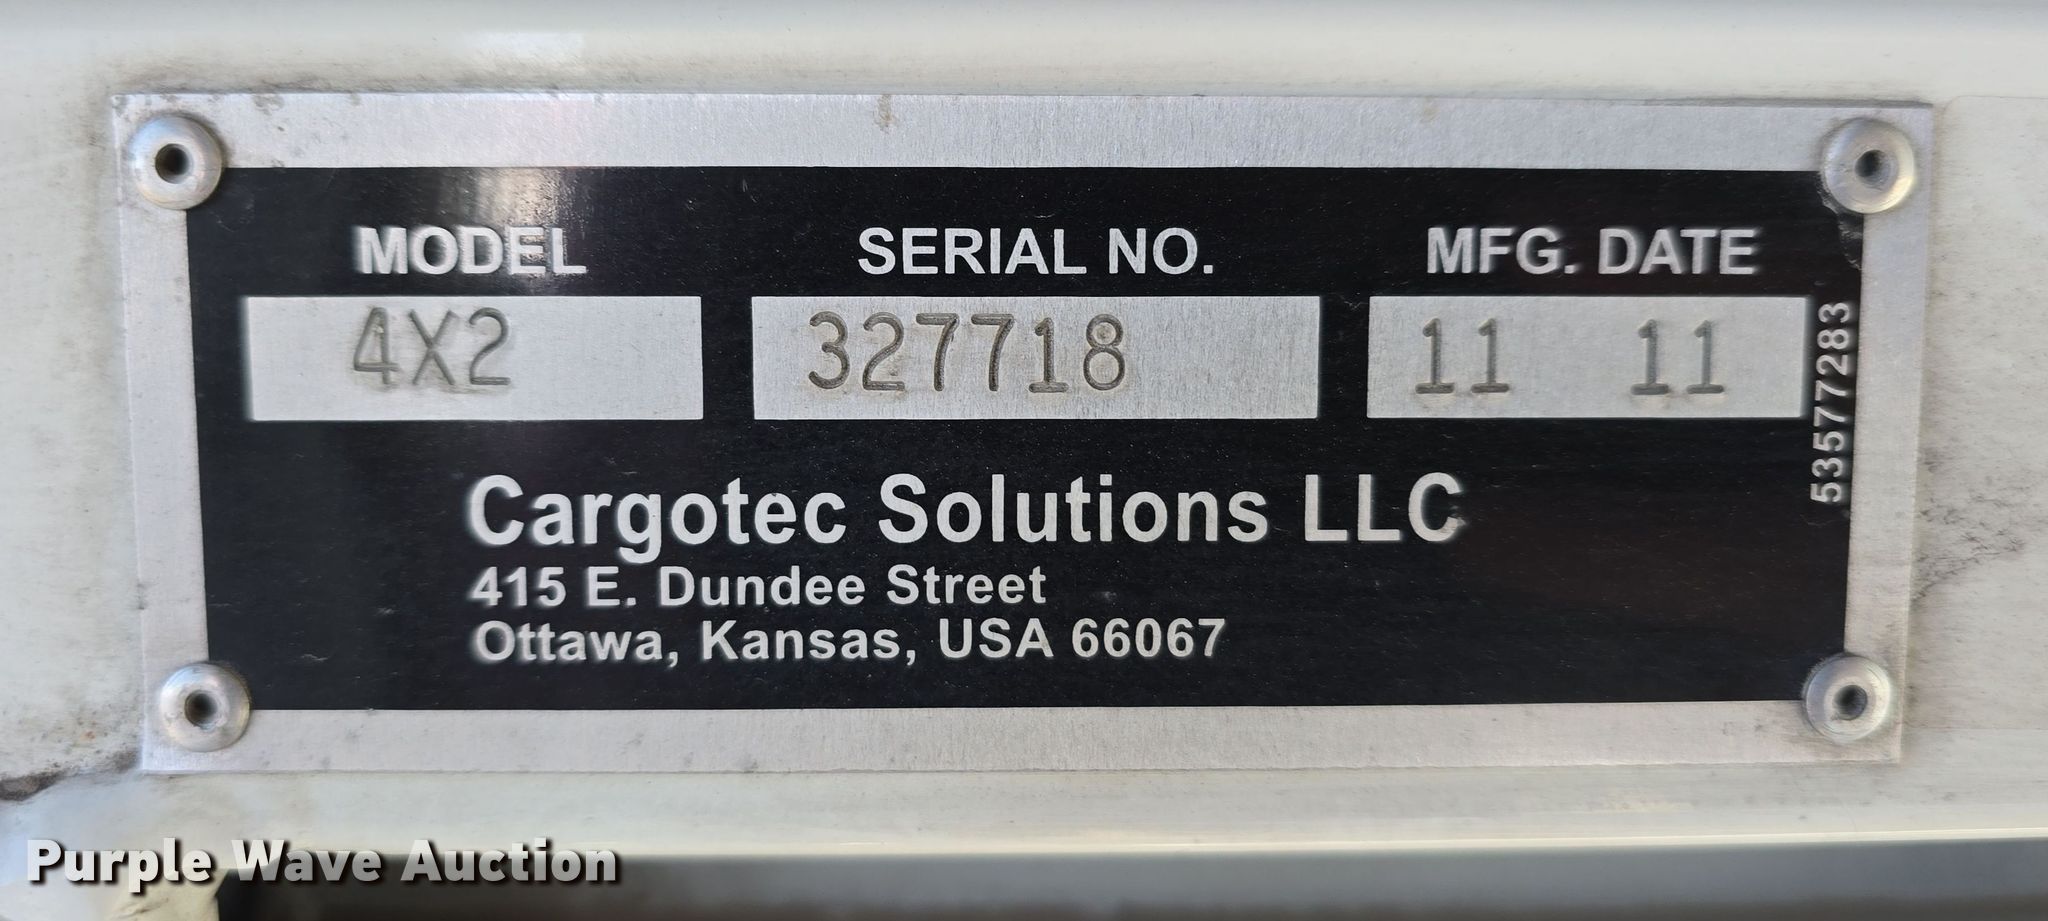 MODEL SERIAL NO. MFG. DATE
4X2 327718 11 11
53577283
Cargotec Solutions LLC
415 E. Dundee Street
Ottawa, Kansas, USA 66067
Purple Wave Auction